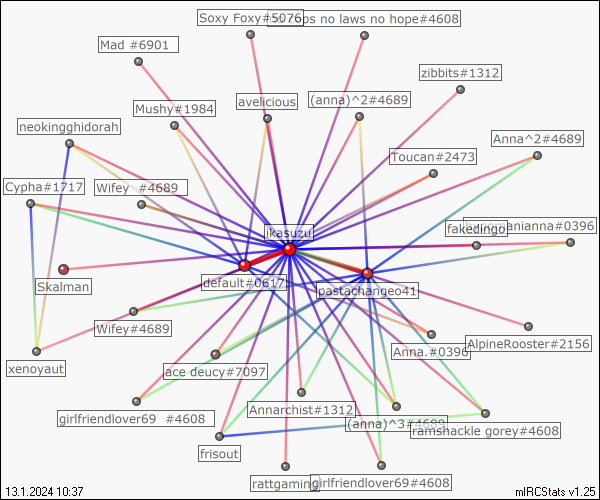 Soxy Foxy#5076
ops no laws no hope#4608
Mad #6901
zibbits#1312
Mushy#1984
avelicious
(anna)^2#4689
neokingghidorah
Anna^2#4689
Toucan#2473
Cypha#1717
Wifey #4689
jkasuzu
fakedingo
anianna#0396
Skalman
default#0617
pastachangeo41
Wifey#4689
xenoyaut
Anna.#0396
AlpineRooster#2156
ace deucy#7097
girlfriendlover69 #4608
Annarchist#1312
(anna)^3#4689
ramshackle gorey#4608
frisout
rattgaming
girlfriendlover69#4608
13.1.2024 10:37
mIRCStats v1.25